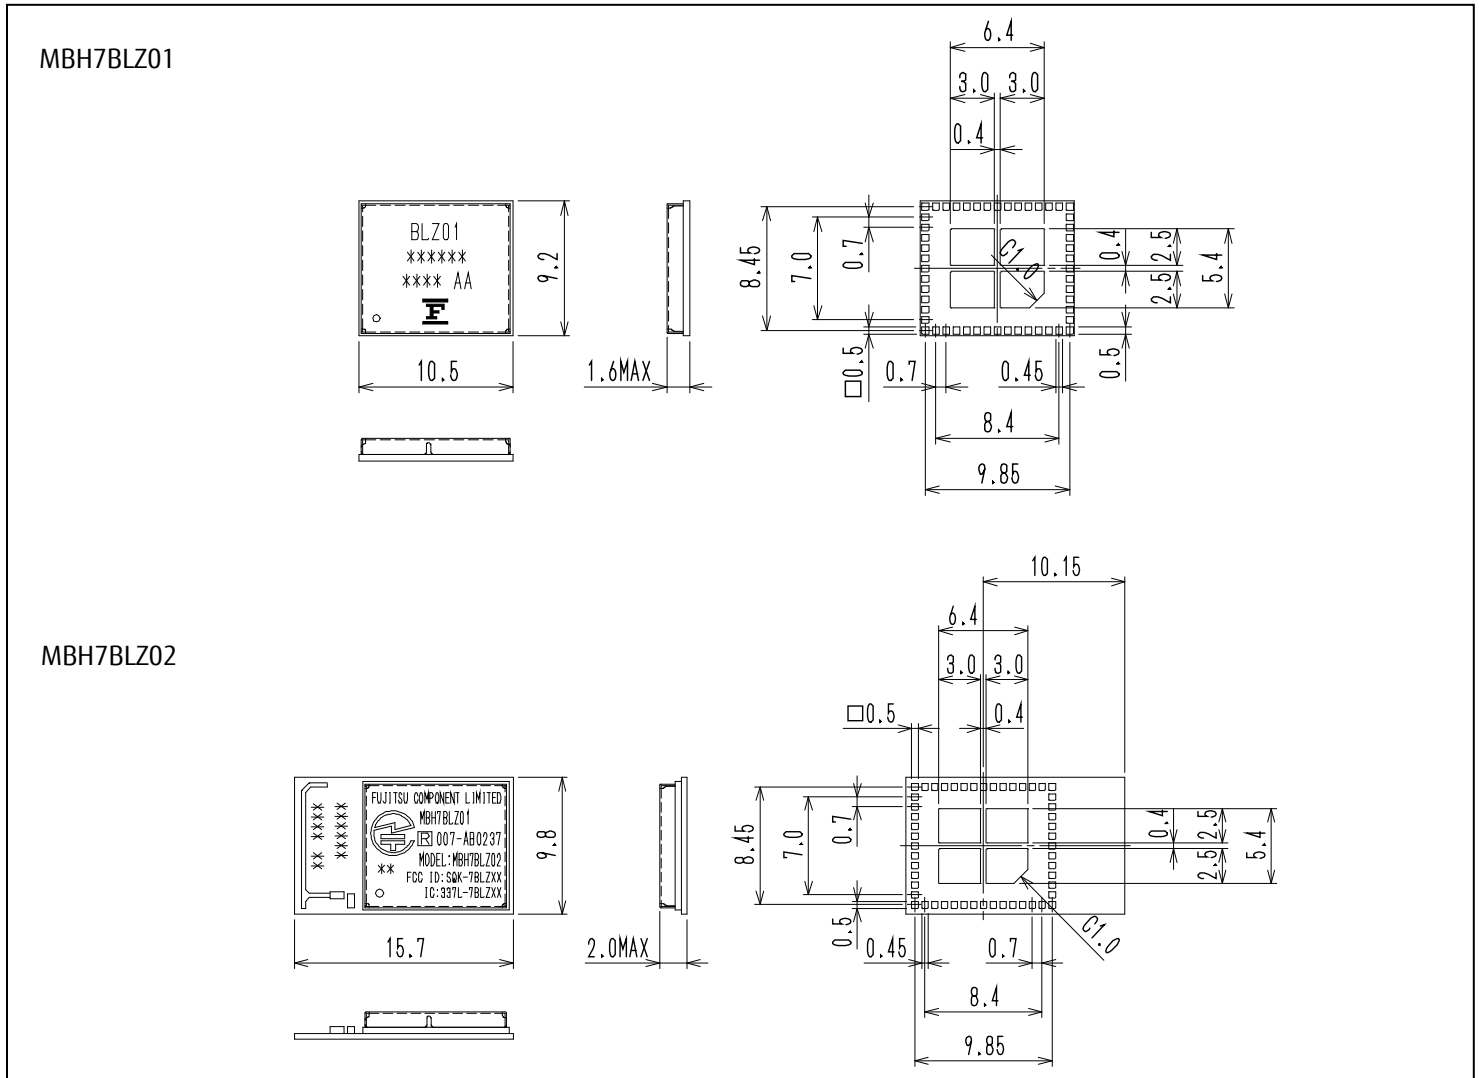 MBH7BLZ01
6.4
3.0 3.0
0.4
BLZ01
******
**** AA
F
9.2
10.5
1.6MAX
8.45
7.0
0.7
C1.0
0.4
2.5
2.5
5.4
□0.5
0.7
0.45
0.5
8.4
9.85
MBH7BLZ02
10.15
6.4
3.0 3.0
□0.5
0.4
FUJITSU COMPONENT LIMITED
MBH7BLZ01
R 007-AB0237
MODEL:MBH7BLZ02
**
FCC ID:SQK-7BLZXX
IC:337L-7BLZXX
9.8
15.7
2.0MAX
8.45
7.0
0.7
0.4
2.5
2.5
5.4
0.5
0.45
0.7
C1.0
8.4
9.85